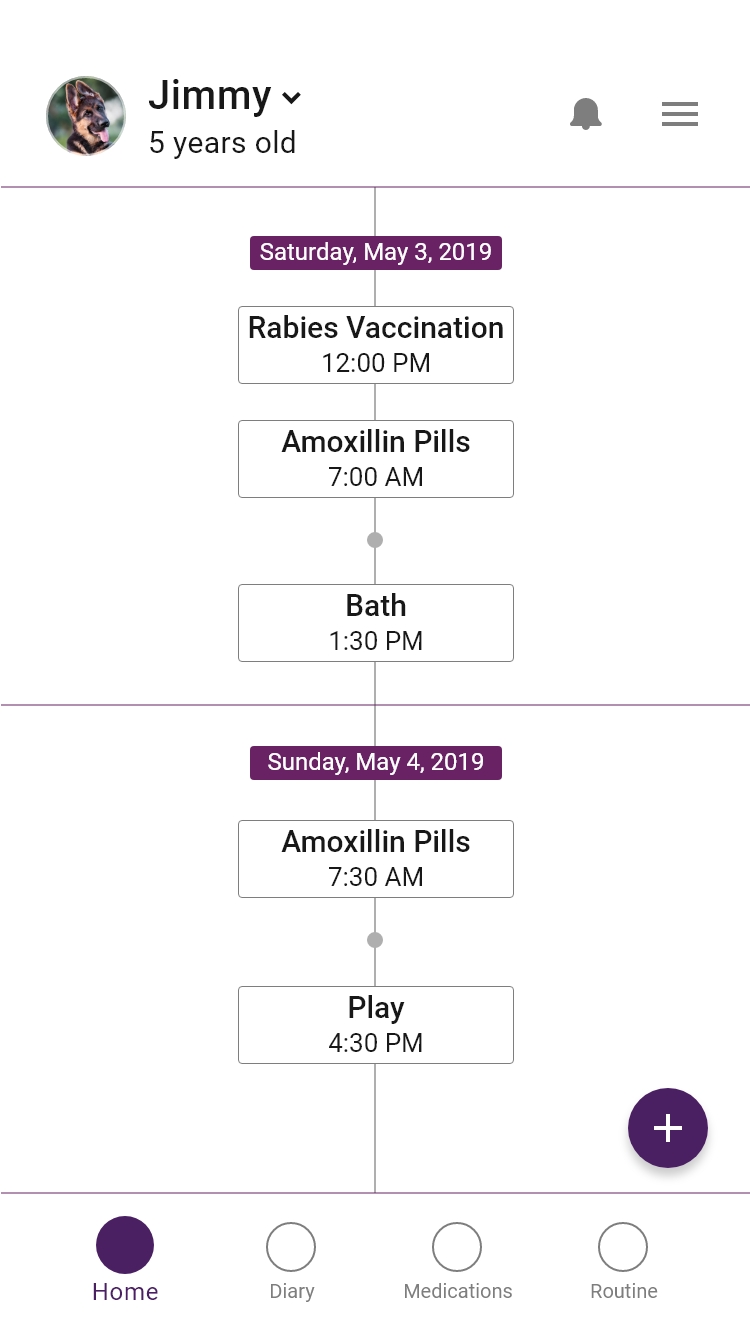 Jimmy
5 years old
Saturday, May 3, 2019
Rabies Vaccination
12:00 PM
Amoxillin Pills
7:00 AM
Bath
1:30 PM
Sunday, May 4, 2019
Amoxillin Pills
7:30 AM
Play
4:30 PM
Home
Diary
Medications
Routine